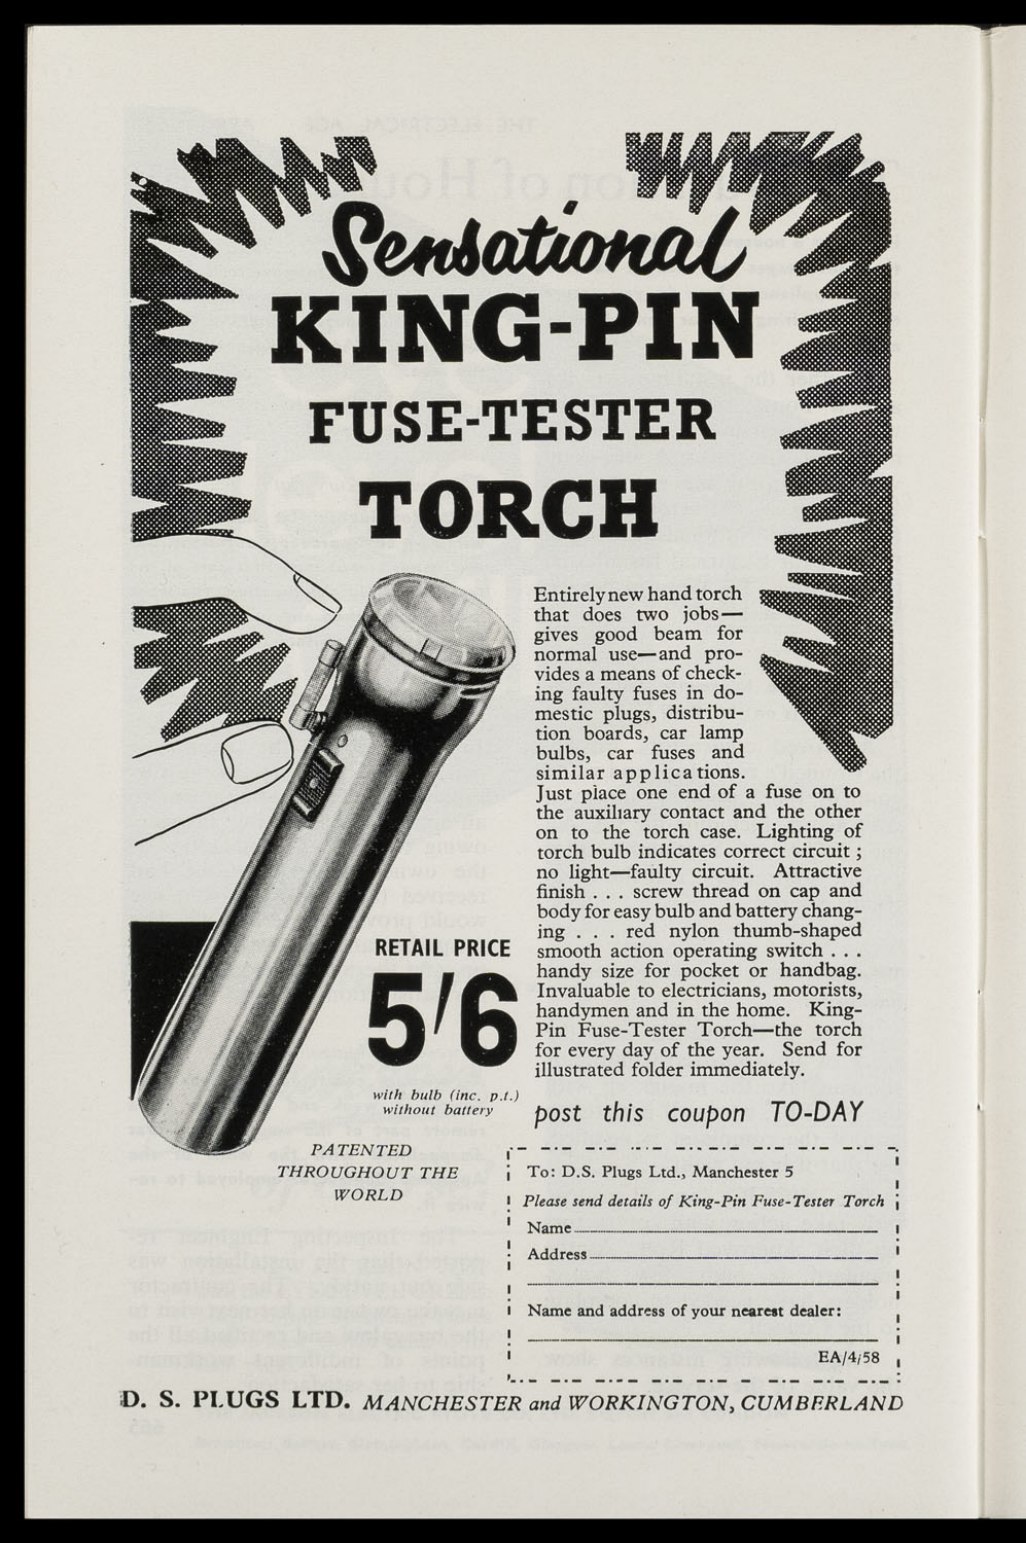 Sensational
KING-PIN
FUSE-TESTER
TORCH
Entirely new hand torch
that does two jobs—
gives good beam for
normal use—and pro-
vides a means of check-
ing faulty fuses in do-
mestic plugs, distribu-
tion boards, car lamp
bulbs, car fuses and
similar applications.
Just place one end of a fuse on to
the auxiliary contact and the other
on to the torch case. Lighting of
torch bulb indicates correct circuit ;
no light—faulty circuit. Attractive
finish . . . screw thread on cap and
body for easy bulb and battery chang-
ing . . . red nylon thumb-shaped
smooth action operating switch . . .
handy size for pocket or handbag.
Invaluable to electricians, motorists,
handymen and in the home. King-
Pin Fuse-Tester Torch—the torch
for every day of the year. Send for
illustrated folder immediately.
RETAIL PRICE
5/6
with bulb (inc. p.t.)
without battery
PATENTED
THROUGHOUT THE
WORLD
post this coupon TO-DAY
To: D.S. Plugs Ltd., Manchester 5
Please send details of King-Pin Fuse-Tester Torch
Name
Address
Name and address of your nearest dealer:
EA/4/58
D. S. PLUGS LTD. MANCHESTER and WORKINGTON, CUMBERLAND